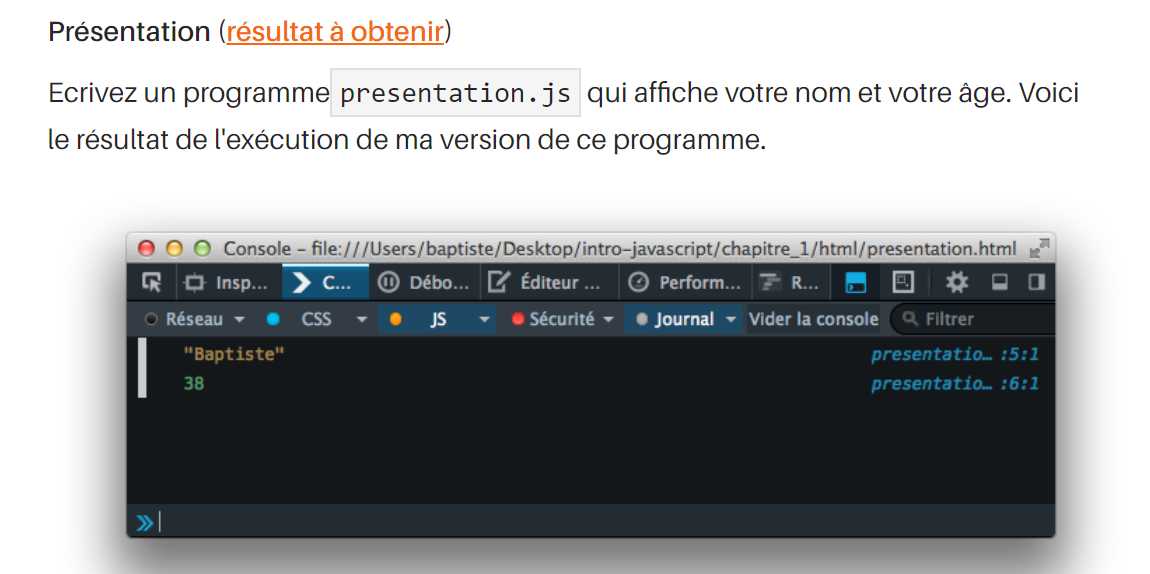 Présentation (résultat à obtenir)
Ecrivez un programme presentation.js qui affiche votre nom et votre âge. Voici
le résultat de l'exécution de ma version de ce programme.
Console – file:///Users/baptiste/Desktop/intro-javascript/chapitre_1/html/presentation.html
Insp... C... Débo... Éditeur ... Perform... R...
Réseau CSS JS Sécurité Journal Vider la console Filtrer
"Baptiste" presentatio… :5:1
38 presentatio… :6:1